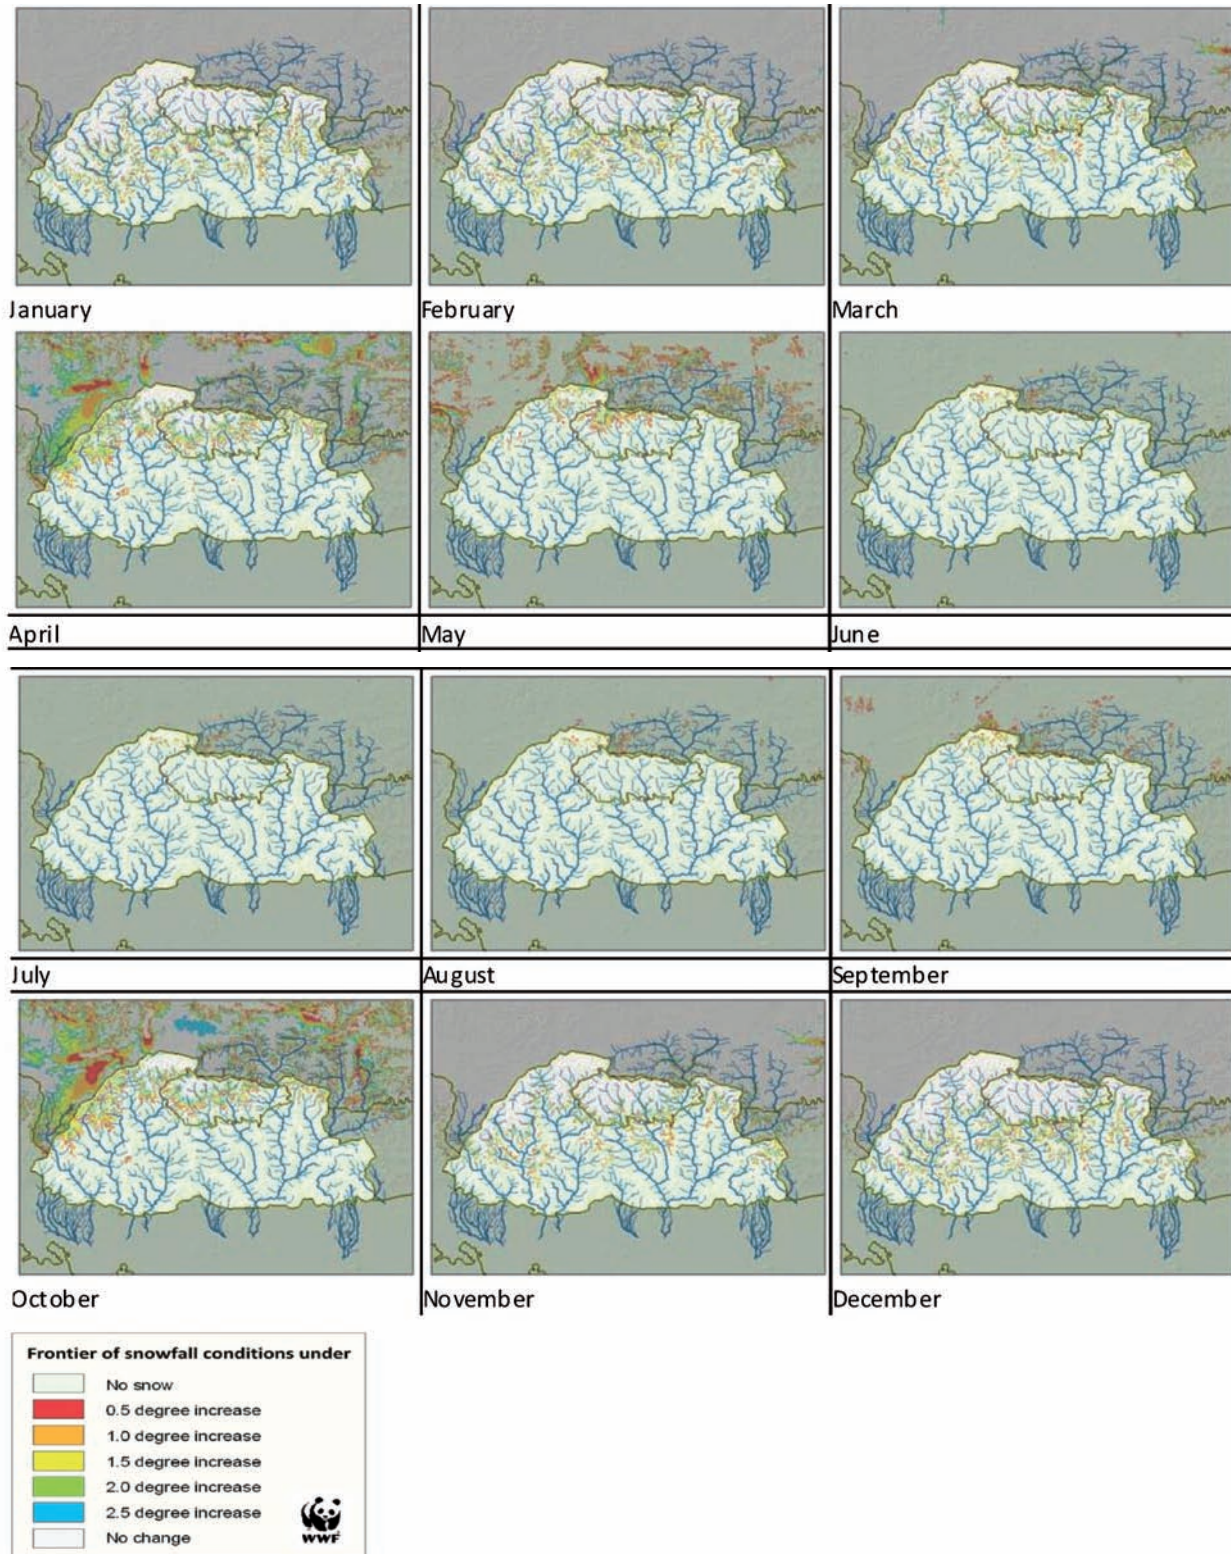 January
February
March
April
May
June
July
August
September
October
November
December
Frontier of snowfall conditions under
No snow
0.5 degree increase
1.0 degree increase
1.5 degree increase
2.0 degree increase
2.5 degree increase
No change
WWF